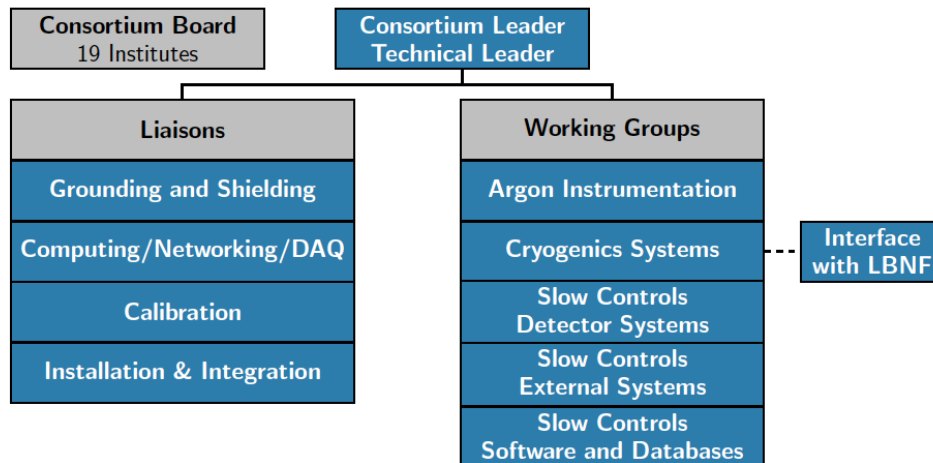 Consortium Board
19 Institutes
Consortium Leader
Technical Leader
Liaisons
Grounding and Shielding
Computing/Networking/DAQ
Calibration
Installation & Integration
Working Groups
Argon Instrumentation
Cryogenics Systems
Slow Controls
Detector Systems
Slow Controls
External Systems
Slow Controls
Software and Databases
Interface
with LBNF